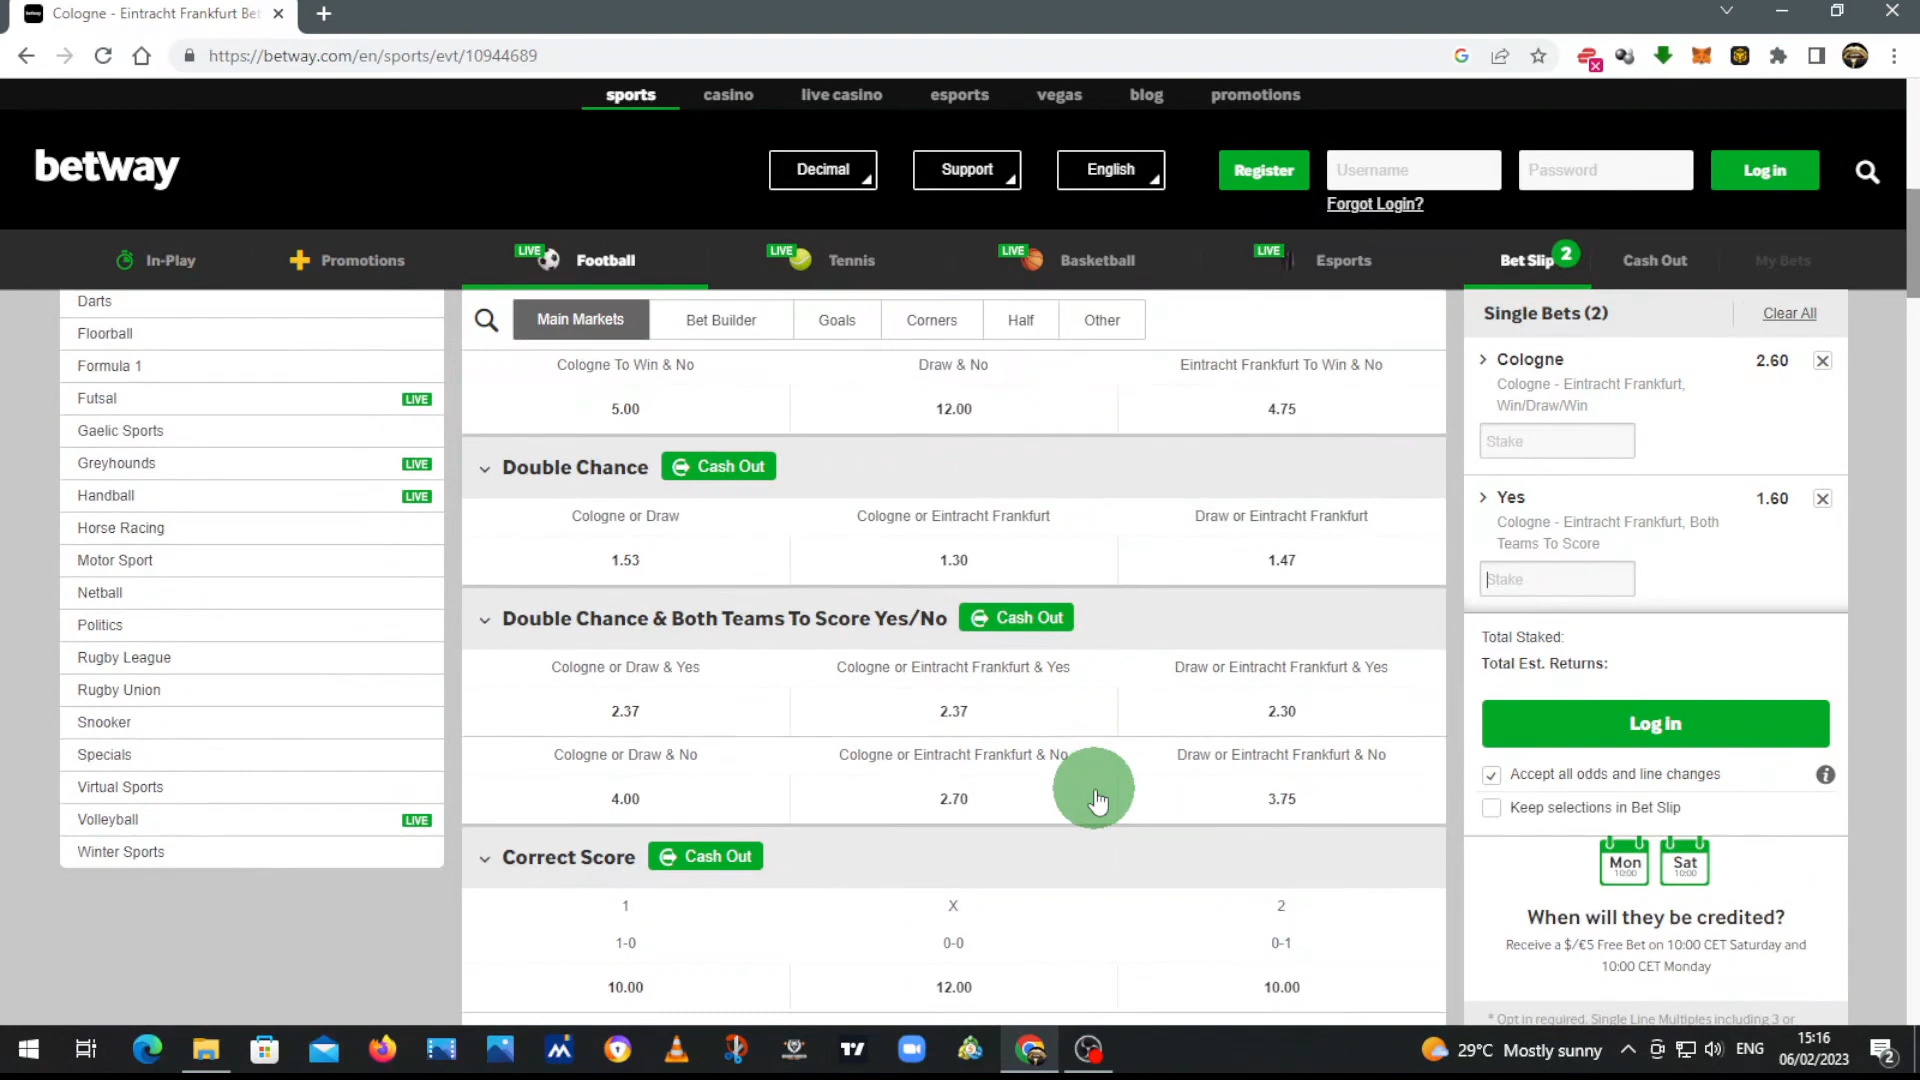 Cologne - Eintracht Frankfurt Bet
https://betway.com/en/sports/evt/10944689
sports casino live casino esports vegas blog promotions
betway
Decimal Support English Register Username Password Log in
Forgot Login?
In-Play Promotions LIVE Football LIVE Tennis LIVE Basketball LIVE Esports Bet Slip 2 Cash Out My Bets
Darts
Floorball
Formula 1
Futsal LIVE
Gaelic Sports
Greyhounds LIVE
Handball LIVE
Horse Racing
Motor Sport
Netball
Politics
Rugby League
Rugby Union
Snooker
Specials
Virtual Sports
Volleyball LIVE
Winter Sports
Main Markets Bet Builder Goals Corners Half Other
Cologne To Win & No Draw & No Eintracht Frankfurt To Win & No
5.00 12.00 4.75
Double Chance Cash Out
Cologne or Draw Cologne or Eintracht Frankfurt Draw or Eintracht Frankfurt
1.53 1.30 1.47
Double Chance & Both Teams To Score Yes/No Cash Out
Cologne or Draw & Yes Cologne or Eintracht Frankfurt & Yes Draw or Eintracht Frankfurt & Yes
2.37 2.37 2.30
Cologne or Draw & No Cologne or Eintracht Frankfurt & No Draw or Eintracht Frankfurt & No
4.00 2.70 3.75
Correct Score Cash Out
1 X 2
1-0 0-0 0-1
10.00 12.00 10.00
Single Bets (2) Clear All
Cologne 2.60
Cologne - Eintracht Frankfurt,
Win/Draw/Win
Stake
Yes 1.60
Cologne - Eintracht Frankfurt, Both
Teams To Score
Stake
Total Staked:
Total Est. Returns:
Log in
Accept all odds and line changes
Keep selections in Bet Slip
Mon Sat
10:00 10:00
When will they be credited?
Receive a $/€5 Free Bet on 10:00 CET Saturday and
10:00 CET Monday
* Opt in required. Single Line Multiples including 3 or
29°C Mostly sunny ENG 15:16
06/02/2023
2